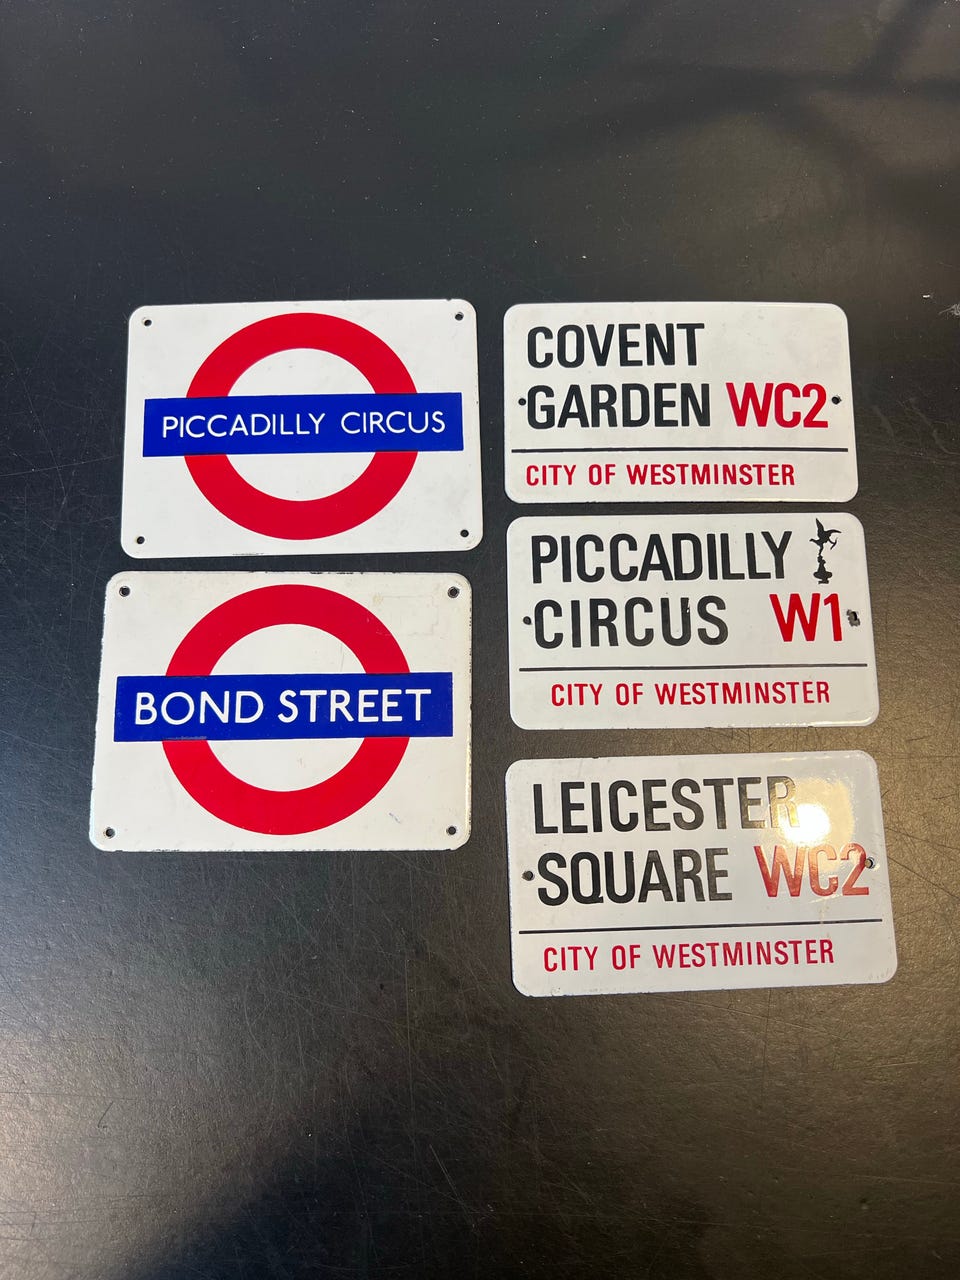 PICCADILLY CIRCUS
BOND STREET
COVENT
GARDEN WC2
CITY OF WESTMINSTER
PICCADILLY
CIRCUS W1
CITY OF WESTMINSTER
LEICESTER
SQUARE WC2
CITY OF WESTMINSTER